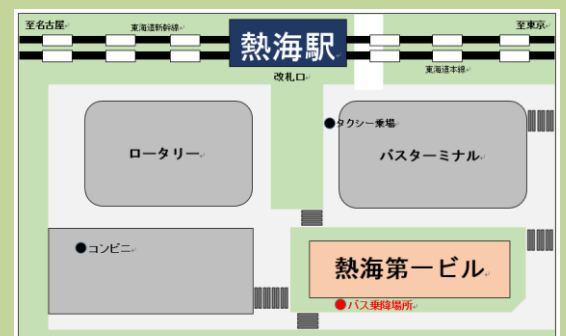 至名古屋
東海道新幹線
熱海駅
至東京
東海道本線
改札口
タクシー乗場
ロータリー
バスターミナル
コンビニ
熱海第一ビル
バス乗降場所